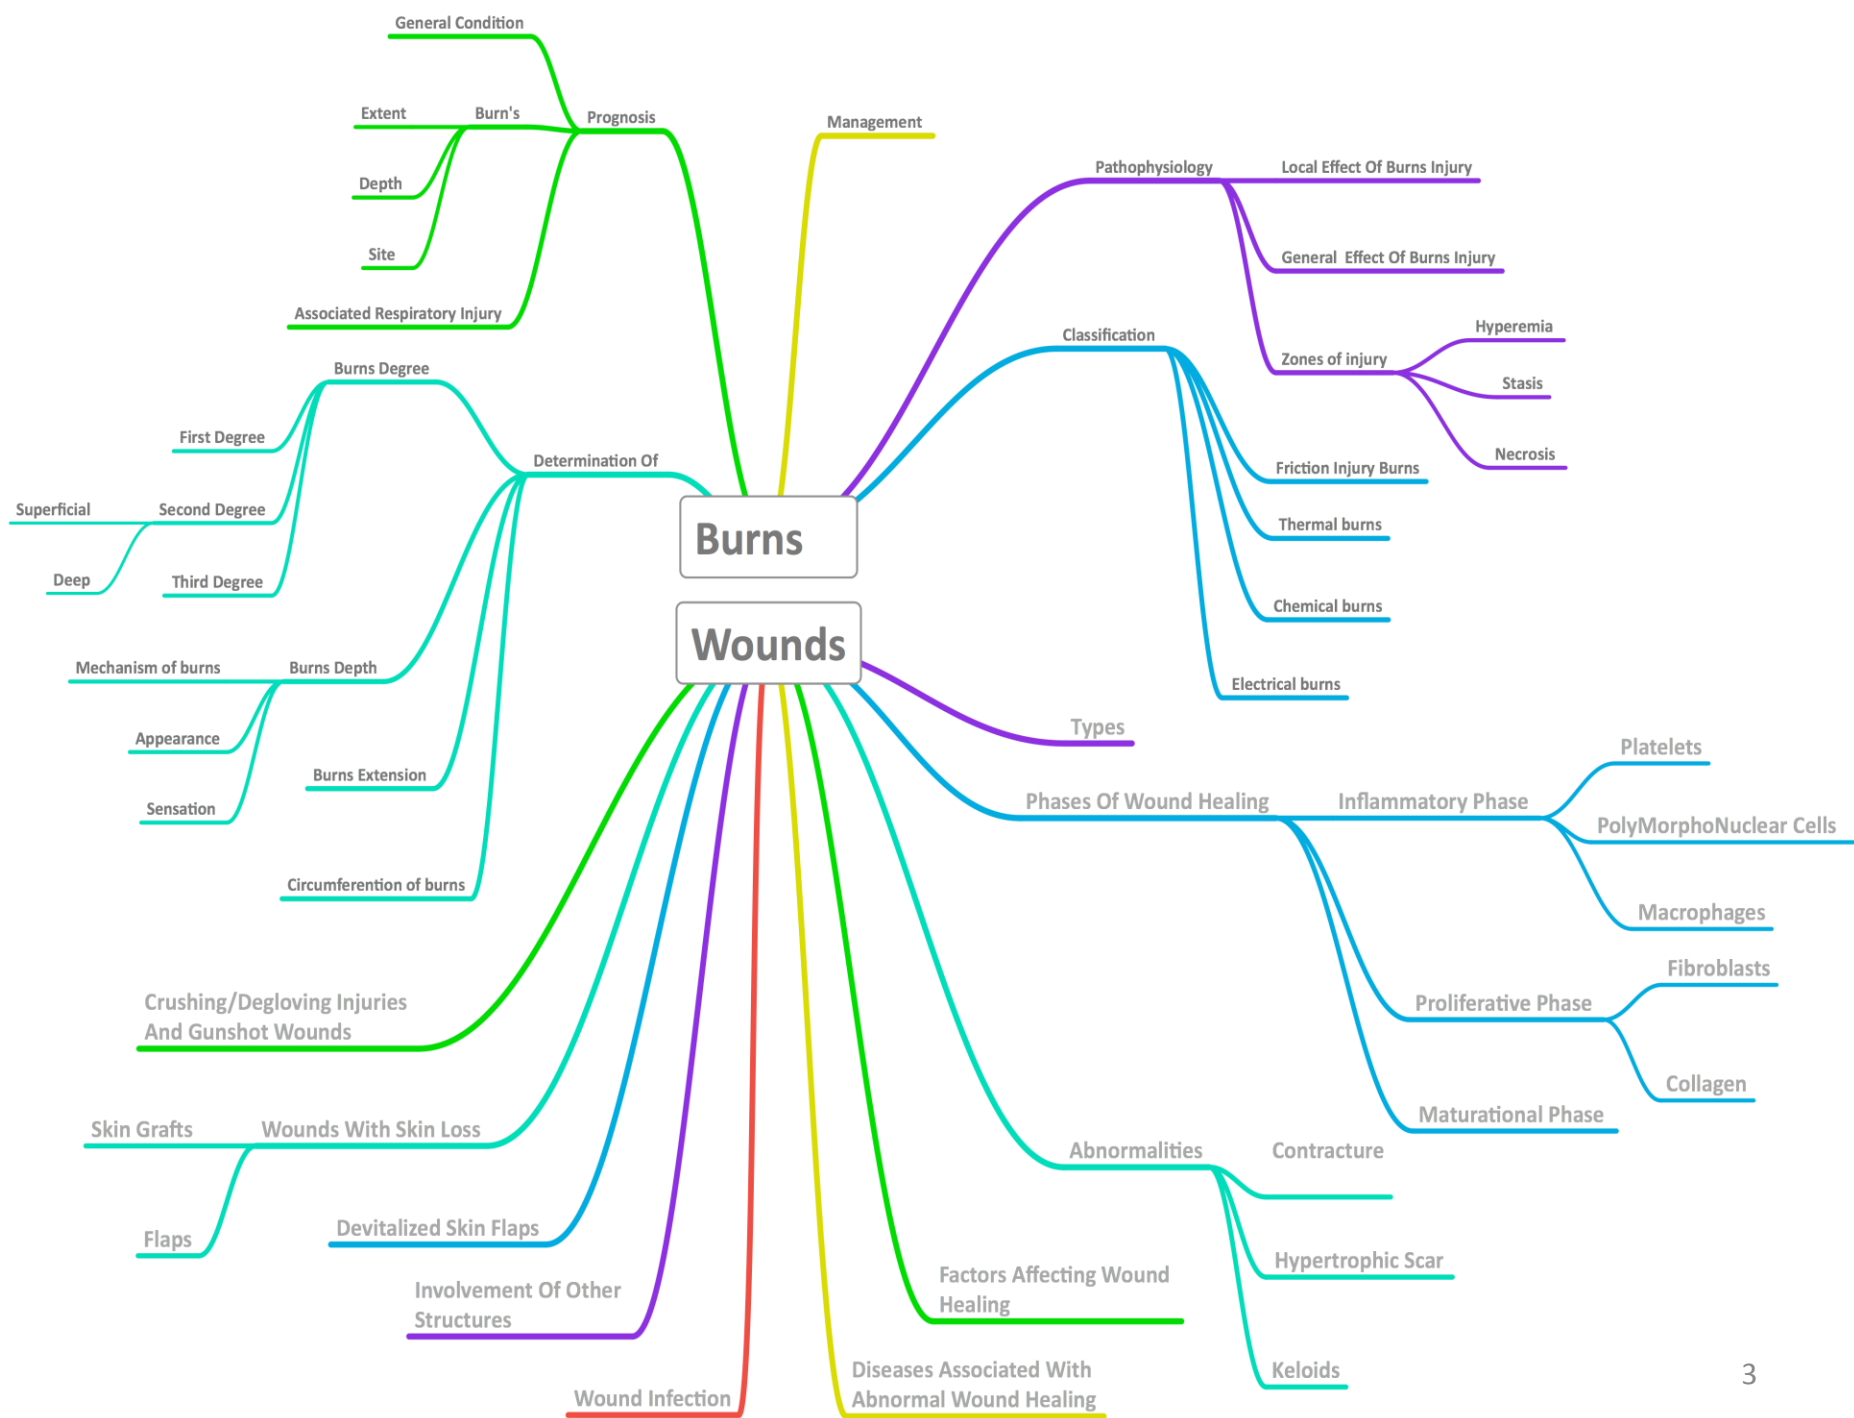 General Condition
Extent
Burn's
Prognosis
Depth
Site
Associated Respiratory Injury
Management
Pathophysiology
Local Effect Of Burns Injury
General  Effect Of Burns Injury
Zones of injury
Hyperemia
Stasis
Necrosis
Classification
Friction Injury Burns
Thermal burns
Chemical burns
Electrical burns
Burns Degree
First Degree
Superficial
Second Degree
Deep
Third Degree
Determination Of
Mechanism of burns
Burns Depth
Appearance
Sensation
Burns Extension
Circumferention of burns
Burns
Wounds
Types
Phases Of Wound Healing
Inflammatory Phase
Platelets
PolyMorphoNuclear Cells
Macrophages
Proliferative Phase
Fibroblasts
Collagen
Maturational Phase
Abnormalities
Contracture
Hypertrophic Scar
Keloids
Factors Affecting Wound
Healing
Diseases Associated With
Abnormal Wound Healing
Wound Infection
Involvement Of Other
Structures
Devitalized Skin Flaps
Skin Grafts
Wounds With Skin Loss
Flaps
Crushing/Degloving Injuries
And Gunshot Wounds
3